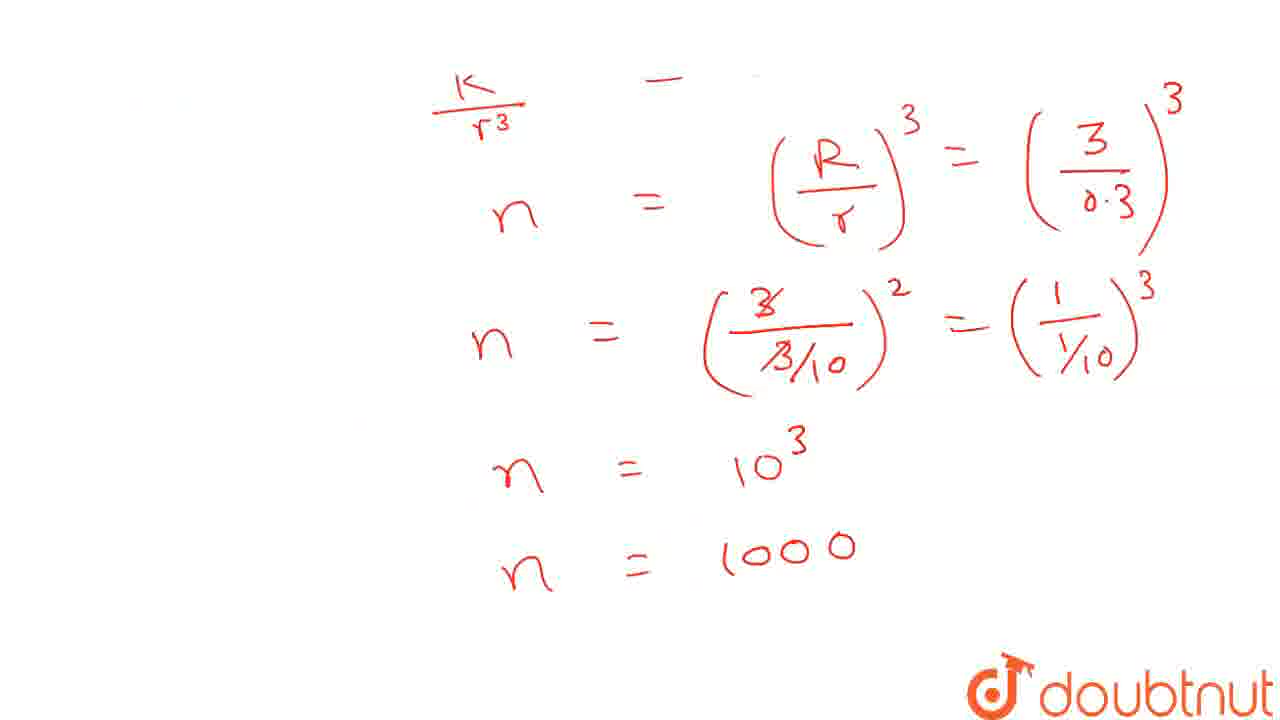 K/r³ —
n = (R/r)³ = (3/0.3)³
n = (3/3/10)² = (1/1/10)³
n = 10³
n = 1000
doubtnut